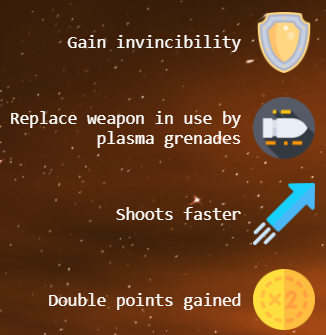 Gain invincibility
Replace weapon in use by
plasma grenades
Shoots faster
Double points gained
x2